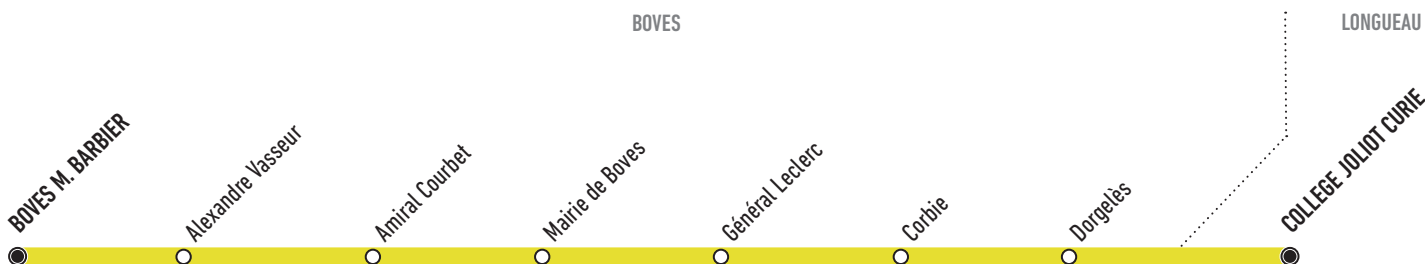 BOVES
LONGUEAU
BOVES M. BARBIER
Alexandre Vasseur
Amiral Courbet
Mairie de Boves
Général Leclerc
Corbie
Dorgelès
COLLEGE JOLIOT CURIE